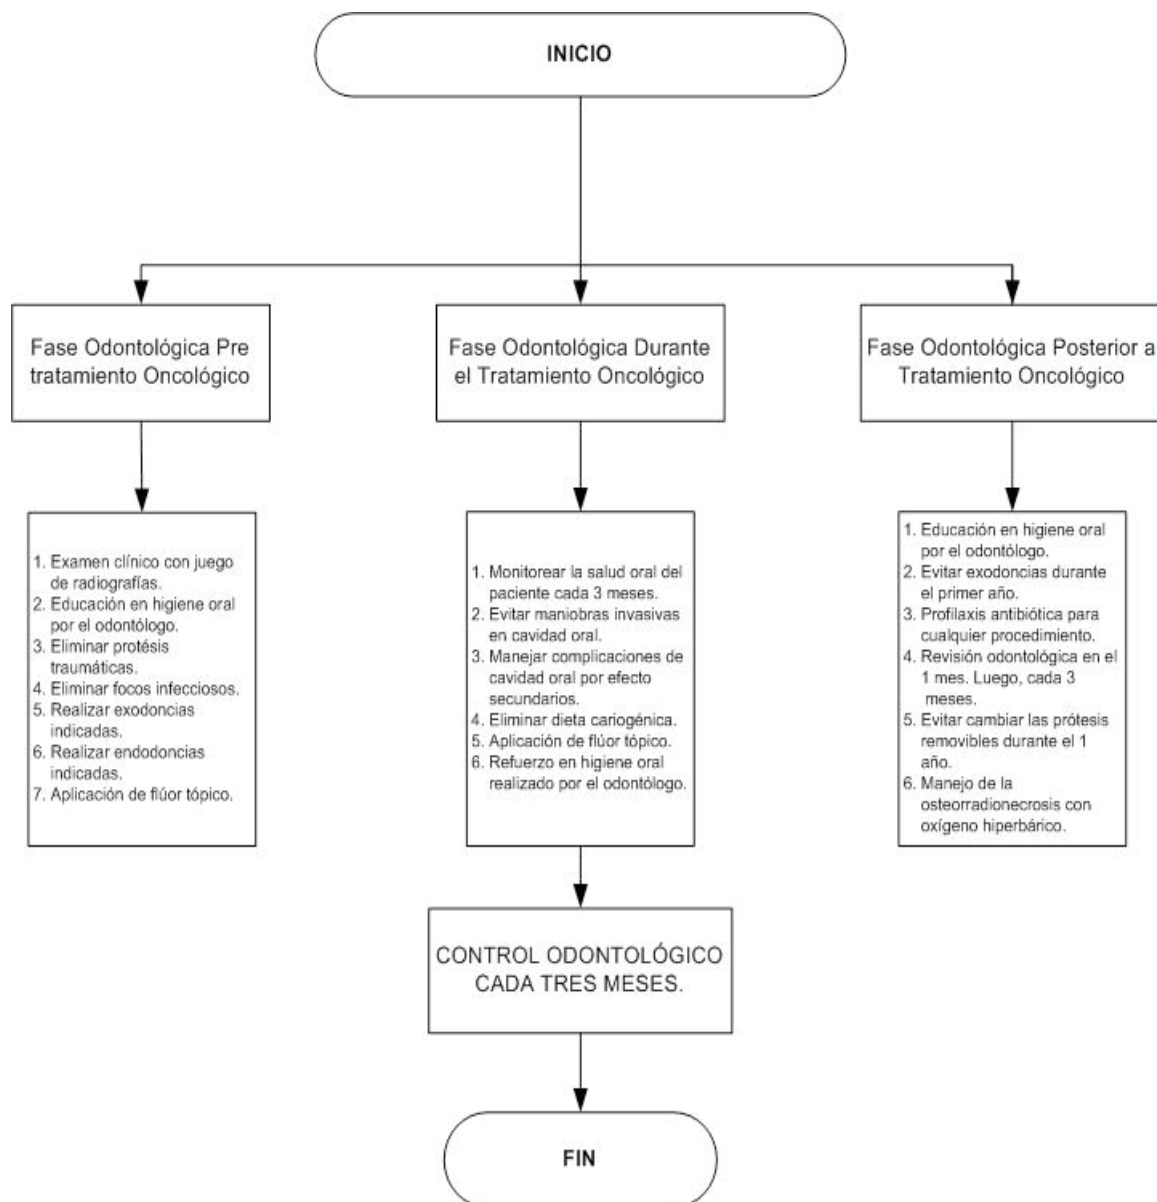 INICIO
Fase Odontológica Pre
tratamiento Oncológico
Fase Odontológica Durante
el Tratamiento Oncológico
Fase Odontológica Posterior a
Tratamiento Oncológico
1. Examen clínico con juego
de radiografías.
2. Educación en higiene oral
por el odontólogo.
3. Eliminar protésis
traumáticas.
4. Eliminar focos infecciosos.
5. Realizar exodoncias
indicadas.
6. Realizar endodoncias
indicadas.
7. Aplicación de flúor tópico.
1. Monitorear la salud oral del
paciente cada 3 meses.
2. Evitar maniobras invasivas
en cavidad oral.
3. Manejar complicaciones de
cavidad oral por efecto
secundarios.
4. Eliminar dieta cariogénica.
5. Aplicación de flúor tópico.
6. Refuerzo en higiene oral
realizado por el odontólogo.
1. Educación en higiene oral
por el odontólogo.
2. Evitar exodoncias durante
el primer año.
3. Profilaxis antibiótica para
cualquier procedimiento.
4. Revisión odontológica en el
1 mes. Luego, cada 3
meses.
5. Evitar cambiar las prótesis
removibles durante el 1
año.
6. Manejo de la
osteorradionecrosis con
oxígeno hiperbárico.
CONTROL ODONTOLÓGICO
CADA TRES MESES.
FIN